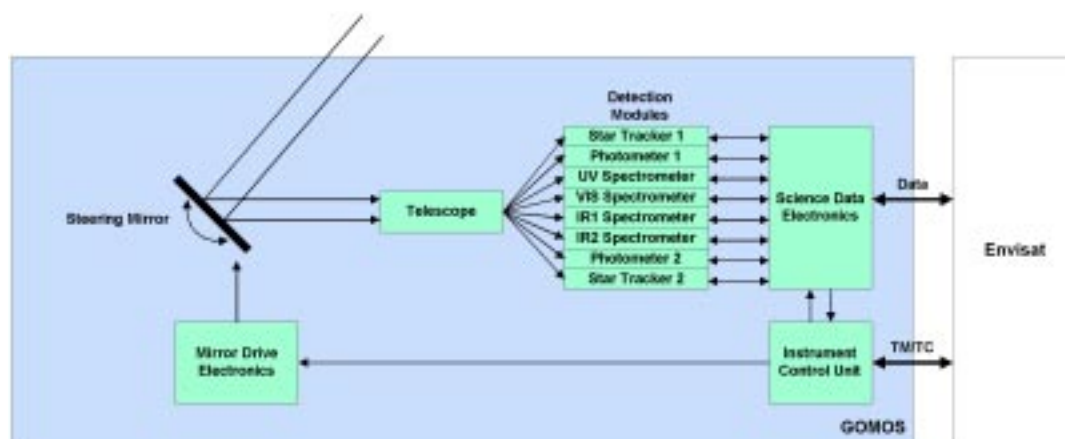 Detection
Modules
Star Tracker 1
Photometer 1
UV Spectrometer
VIS Spectrometer
IR1 Spectrometer
IR2 Spectrometer
Photometer 2
Star Tracker 2
Steering Mirror
Telescope
Science Data
Electronics
Data
Envisat
Mirror Drive
Electronics
Instrument
Control Unit
TM/TC
GOMOS